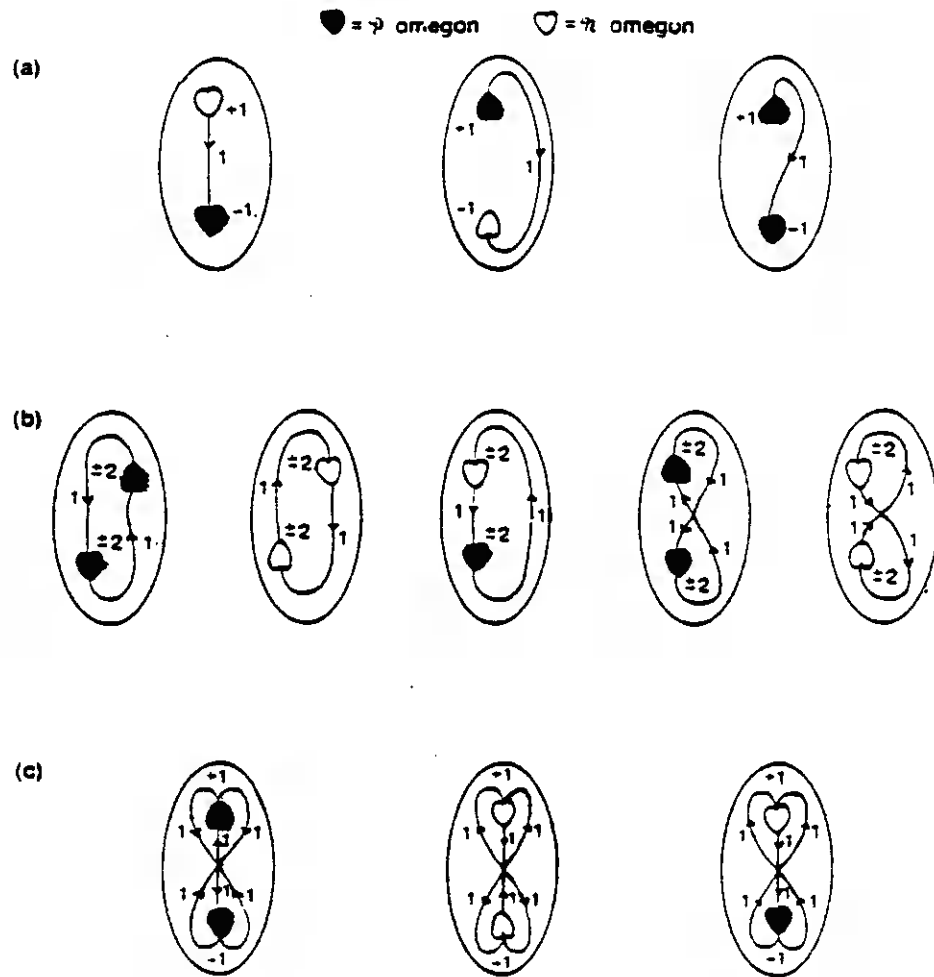 = p omegon = n omegon
(a)
+1 1 -1.
+1 1 -1
+1 1 -1
(b)
±2 1 ±2 1
±2 1 ±2 1
±2 1 ±2 1
±2 1 1 1 1 ±2
±2 1 1 1 1 ±2
(c)
+1 1 1 1 1 1 1 -1
+1 1 1 1 1 1 1 -1
+1 1 1 1 1 1 1 -1